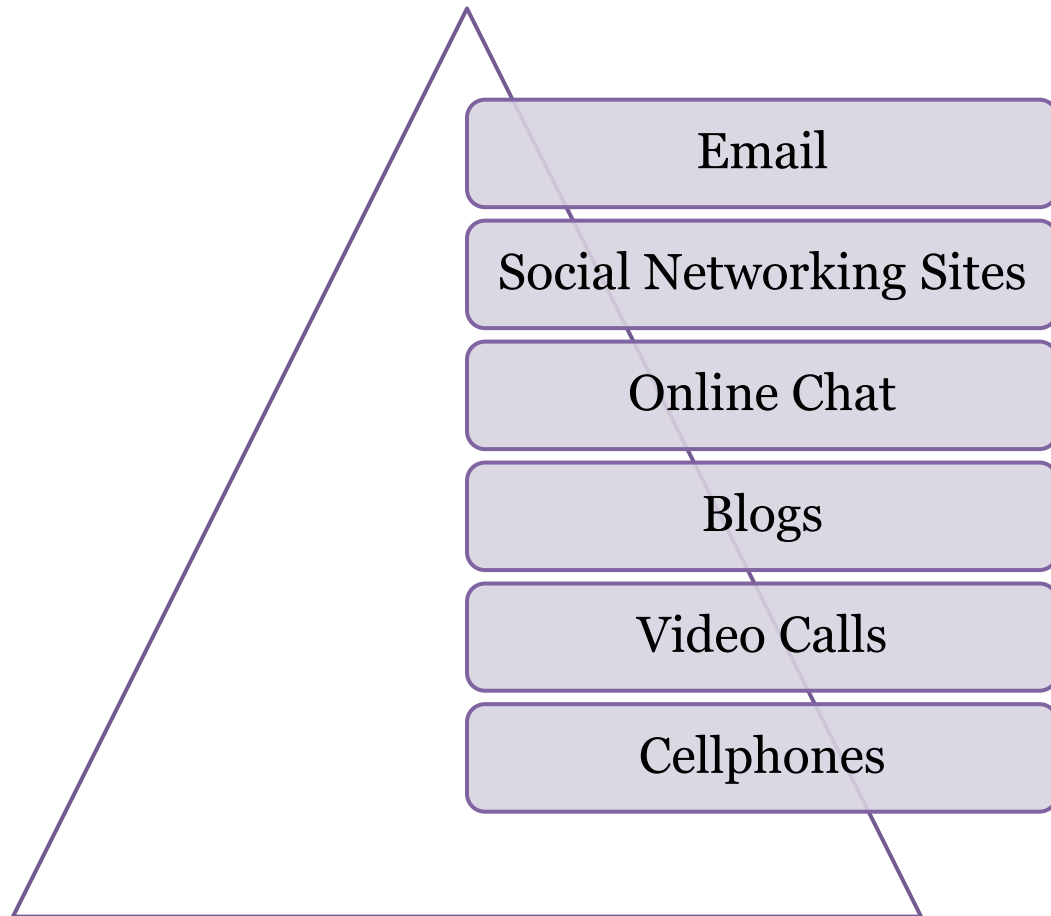 Email
Social Networking Sites
Online Chat
Blogs
Video Calls
Cellphones